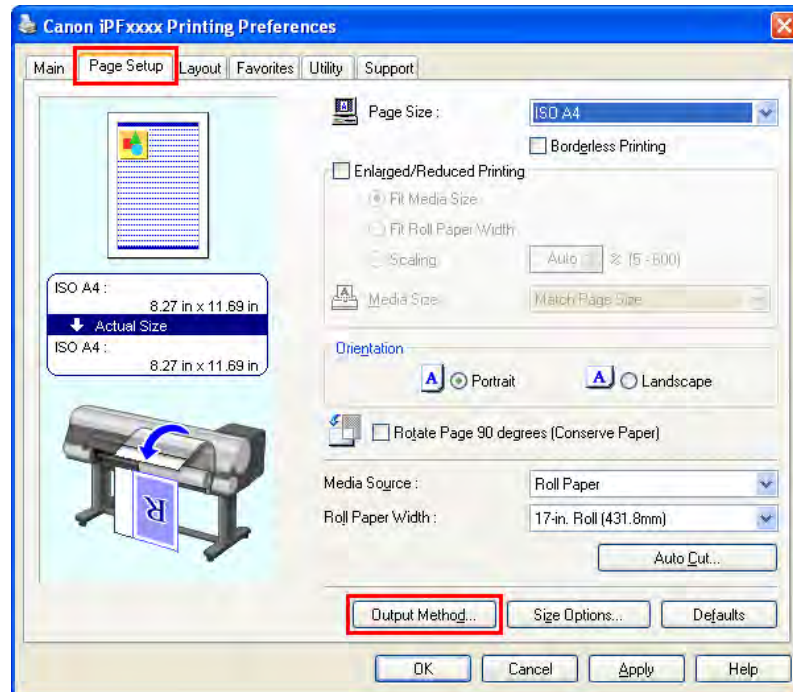 Canon iPFxxxx Printing Preferences
Main Page Setup Layout Favorites Utility Support
Page Size : ISO A4
Borderless Printing
Enlarged/Reduced Printing
Fit Media Size
Fit Roll Paper Width
Scaling Auto % (5 - 600)
Media Size Match Page Size
ISO A4 :
8.27 in x 11.69 in
Actual Size
ISO A4 :
8.27 in x 11.69 in
Orientation
A Portrait A Landscape
Rotate Page 90 degrees (Conserve Paper)
Media Source : Roll Paper
Roll Paper Width : 17-in. Roll (431.8mm)
Auto Cut...
Output Method... Size Options... Defaults
OK Cancel Apply Help
R